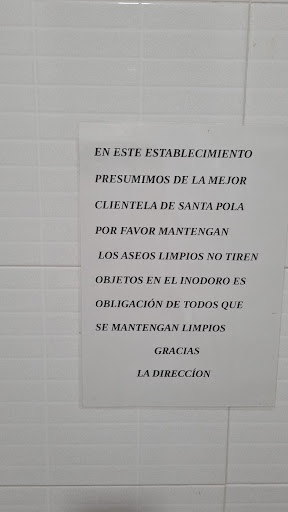 EN ESTE ESTABLECIMIENTO
PRESUMIMOS DE LA MEJOR
CLIENTELA DE SANTA POLA
POR FAVOR MANTENGAN
LOS ASEOS LIMPIOS NO TIREN
OBJETOS EN EL INODORO ES
OBLIGACIÓN DE TODOS QUE
SE MANTENGAN LIMPIOS
GRACIAS
LA DIRECCÍON